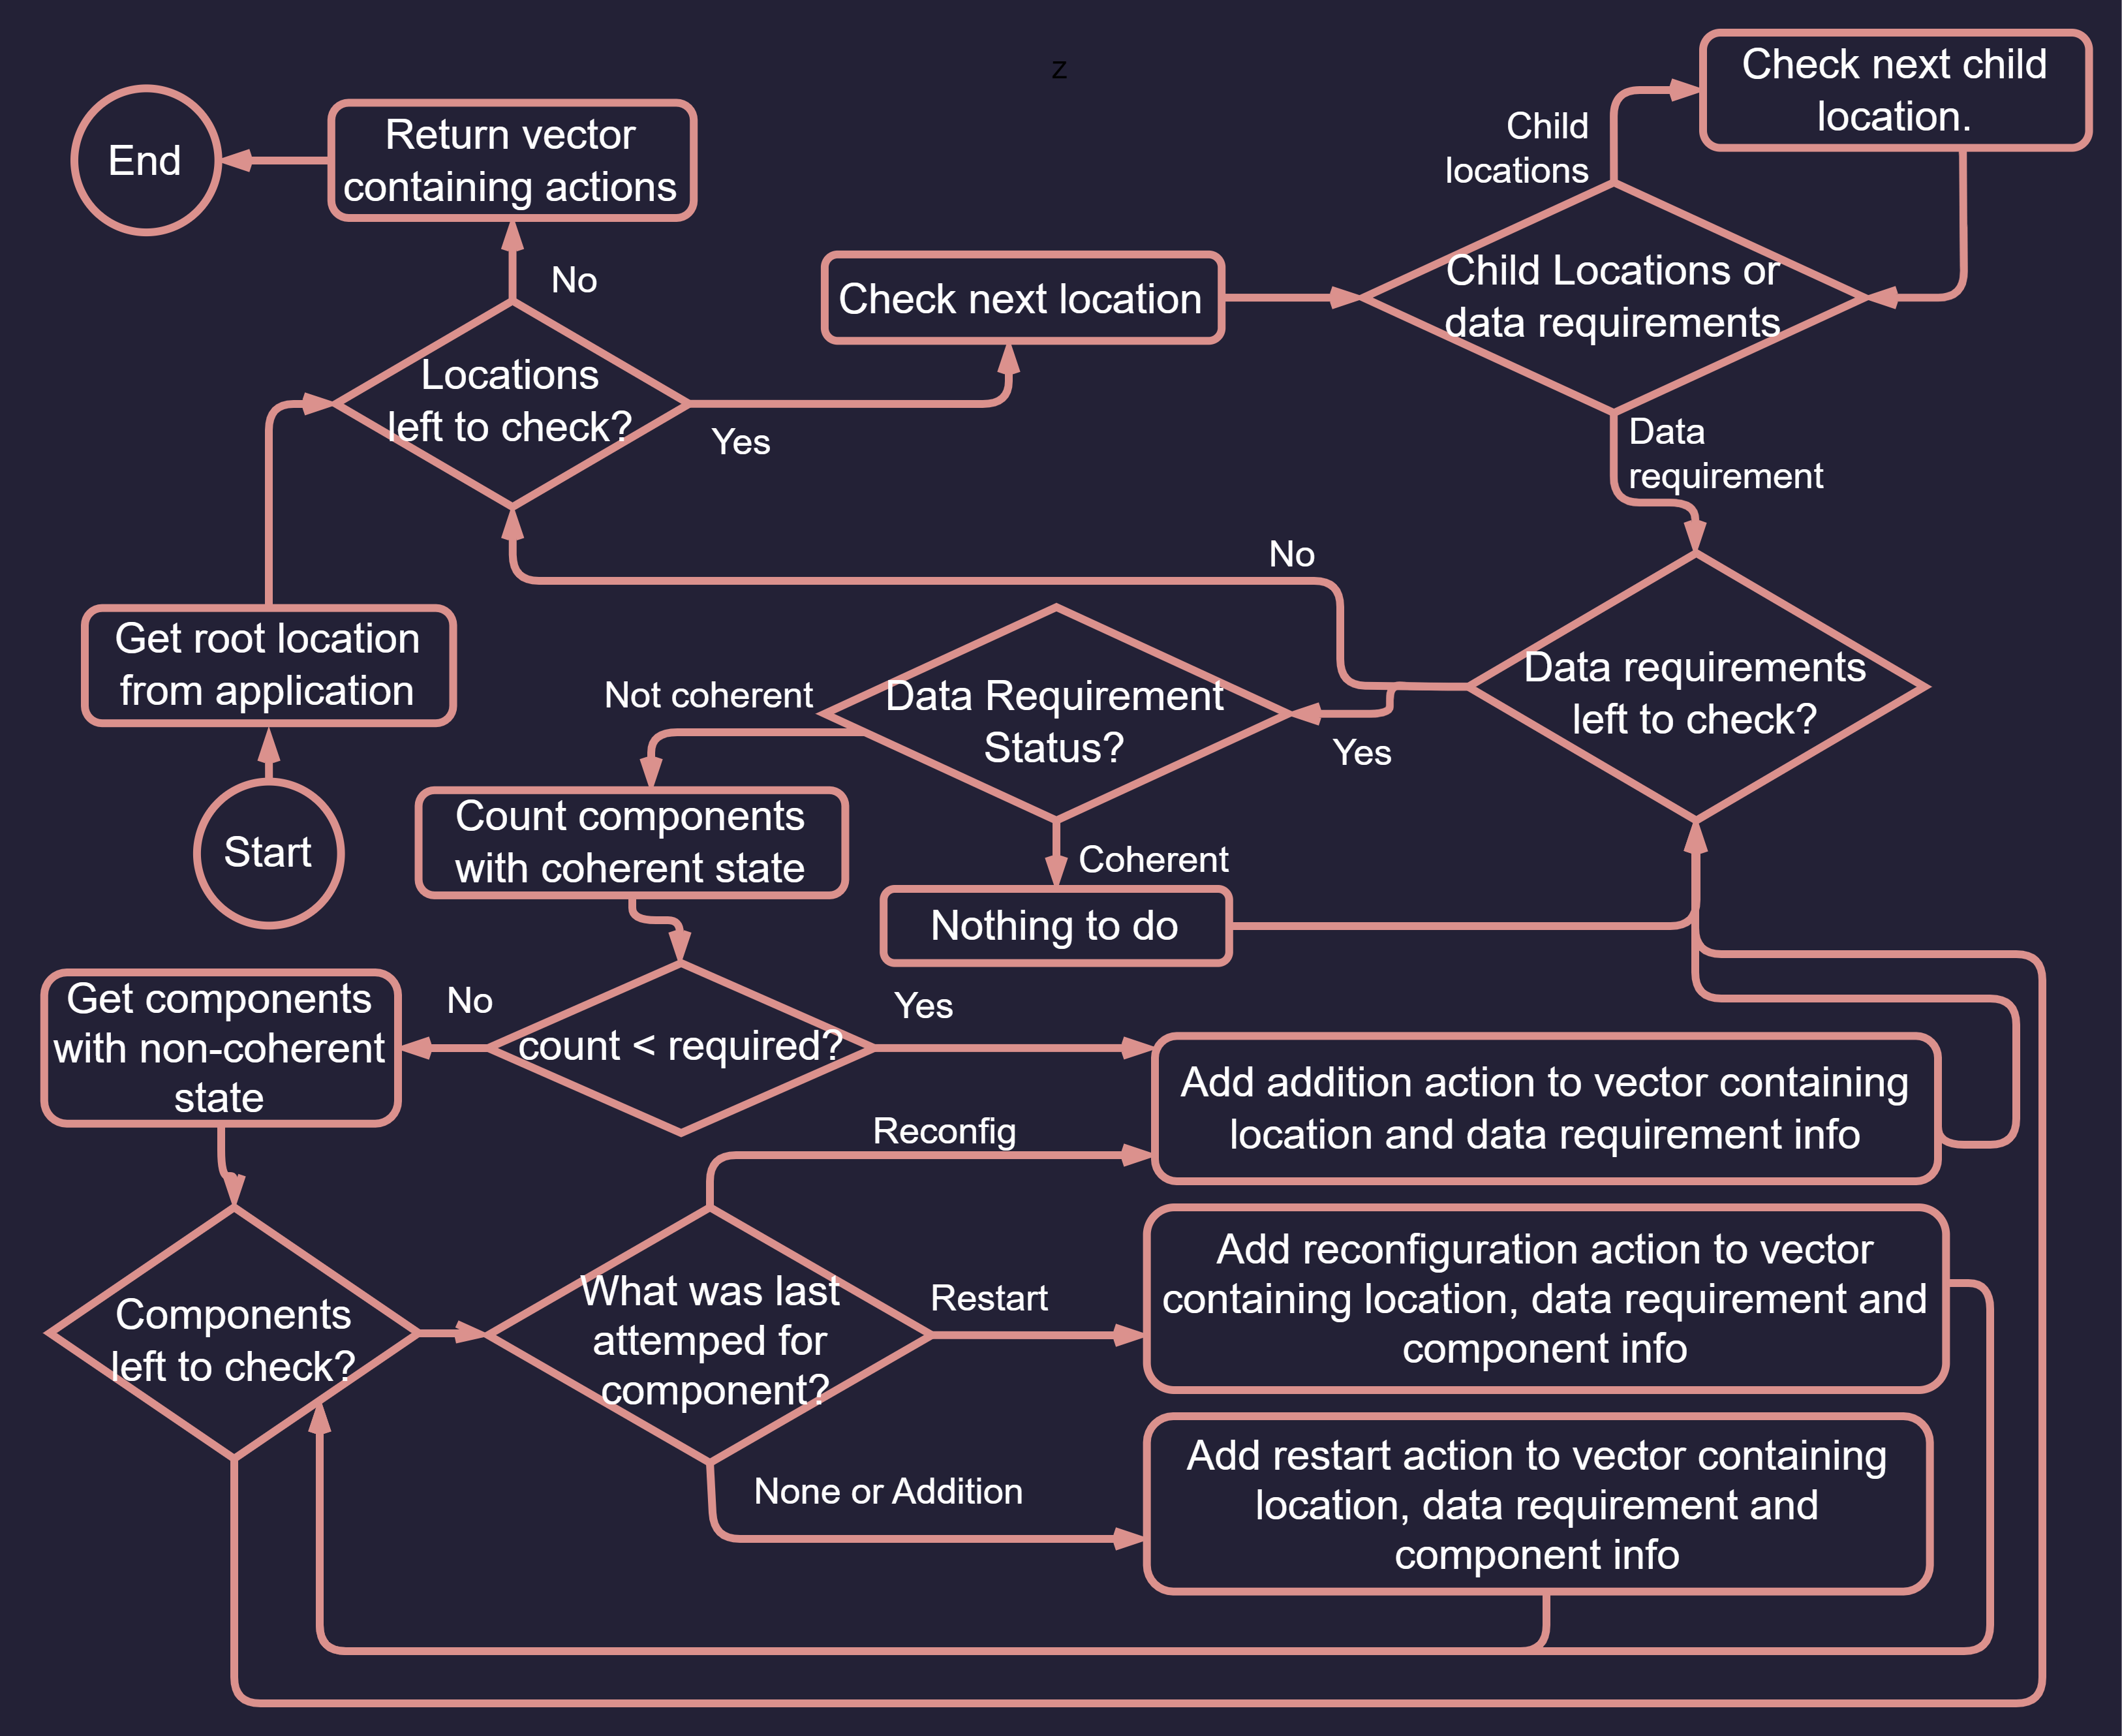 z
Check next child
location.
Child
locations
End
Return vector
containing actions
No
Check next location
Child Locations or
data requirements
Locations
left to check?
Yes
Data
requirement
No
Get root location
from application
Data requirements
left to check?
Not coherent
Data Requirement
Status?
Yes
Start
Count components
with coherent state
Coherent
Nothing to do
Get components
with non-coherent
state
No
count < required?
Yes
Add addition action to vector containing
location and data requirement info
Reconfig
Components
left to check?
What was last
attemped for
component?
Restart
Add reconfiguration action to vector
containing location, data requirement and
component info
None or Addition
Add restart action to vector containing
location, data requirement and
component info